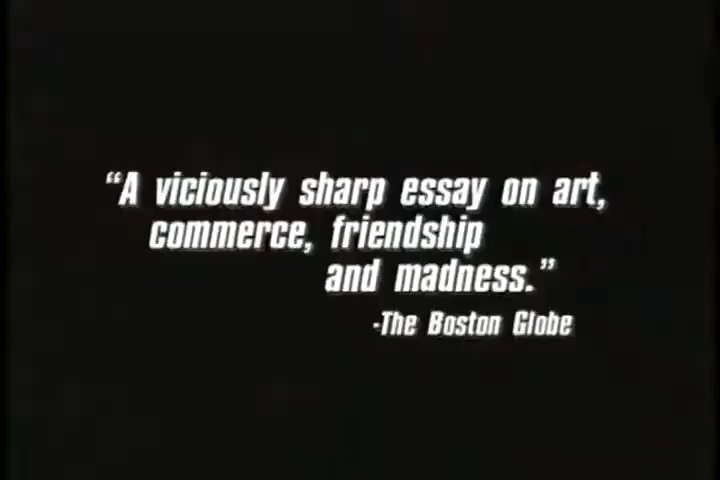 “A viciously sharp essay on art,
commerce, friendship
and madness.”
-The Boston Globe